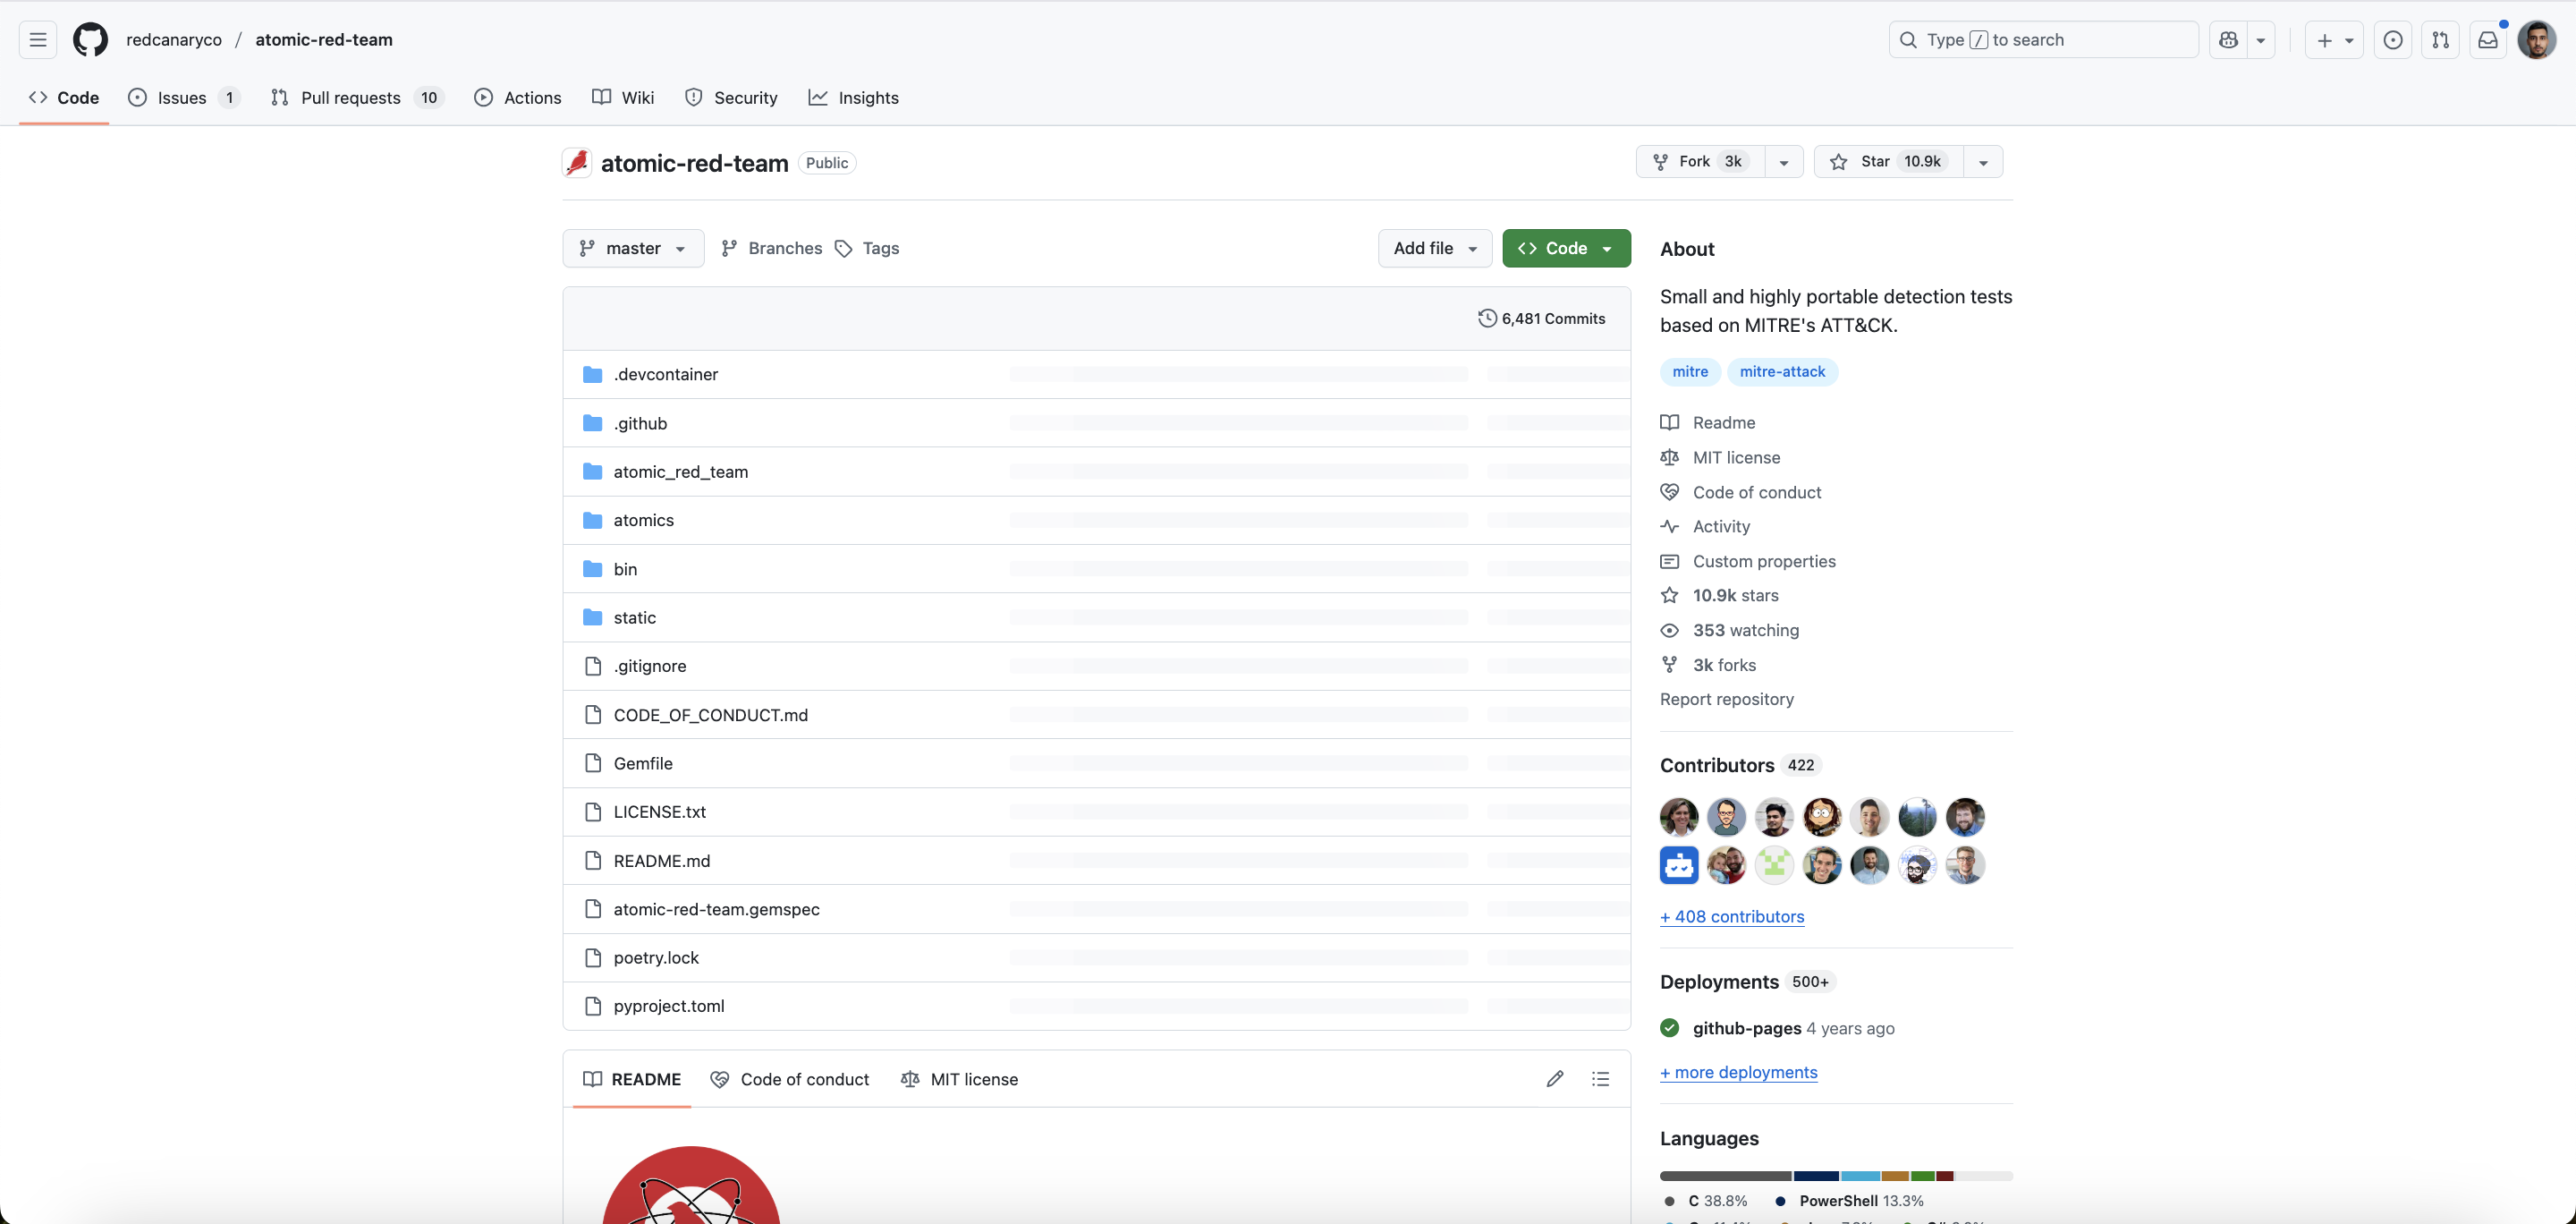 redcanaryco / atomic-red-team
Type / to search
Code
Issues 1
Pull requests 10
Actions
Wiki
Security
Insights
atomic-red-team Public
Fork 3k
Star 10.9k
master
Branches
Tags
Add file
Code
6,481 Commits
.devcontainer
.github
atomic_red_team
atomics
bin
static
.gitignore
CODE_OF_CONDUCT.md
Gemfile
LICENSE.txt
README.md
atomic-red-team.gemspec
poetry.lock
pyproject.toml
README
Code of conduct
MIT license
About
Small and highly portable detection tests
based on MITRE's ATT&CK.
mitre mitre-attack
Readme
MIT license
Code of conduct
Activity
Custom properties
10.9k stars
353 watching
3k forks
Report repository
Contributors 422
+ 408 contributors
Deployments 500+
github-pages 4 years ago
+ more deployments
Languages
C 38.8% PowerShell 13.3%